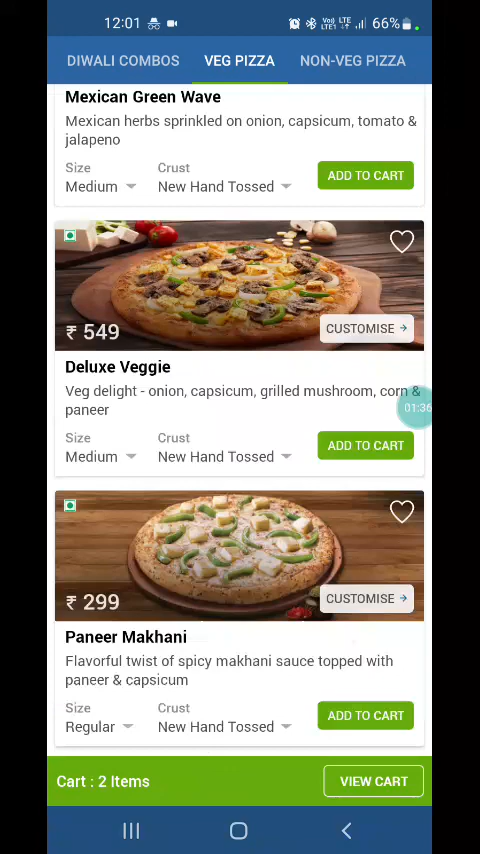 12:01 Vo) LTE LTE1 66%
DIWALI COMBOS VEG PIZZA NON-VEG PIZZA
Mexican Green Wave
Mexican herbs sprinkled on onion, capsicum, tomato &
jalapeno
Size Crust
Medium New Hand Tossed ADD TO CART
₹ 549 CUSTOMISE
Deluxe Veggie
Veg delight - onion, capsicum, grilled mushroom, corn &
paneer
01:36
Size Crust
Medium New Hand Tossed ADD TO CART
₹ 299 CUSTOMISE
Paneer Makhani
Flavorful twist of spicy makhani sauce topped with
paneer & capsicum
Size Crust
Regular New Hand Tossed ADD TO CART
Cart : 2 Items VIEW CART